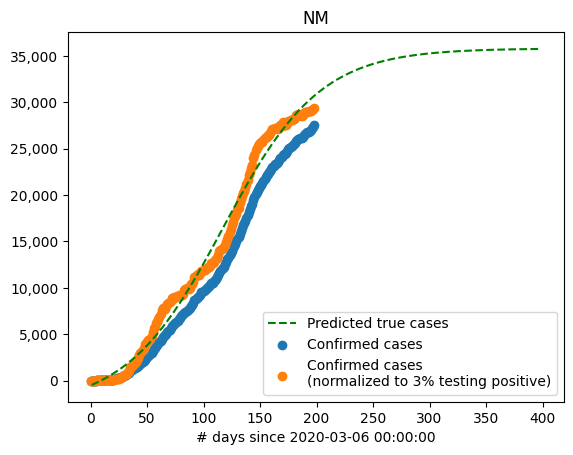 NM
35,000
30,000
25,000
20,000
15,000
10,000
5,000
0
Predicted true cases
Confirmed cases
Confirmed cases
(normalized to 3% testing positive)
0 50 100 150 200 250 300 350 400
# days since 2020-03-06 00:00:00